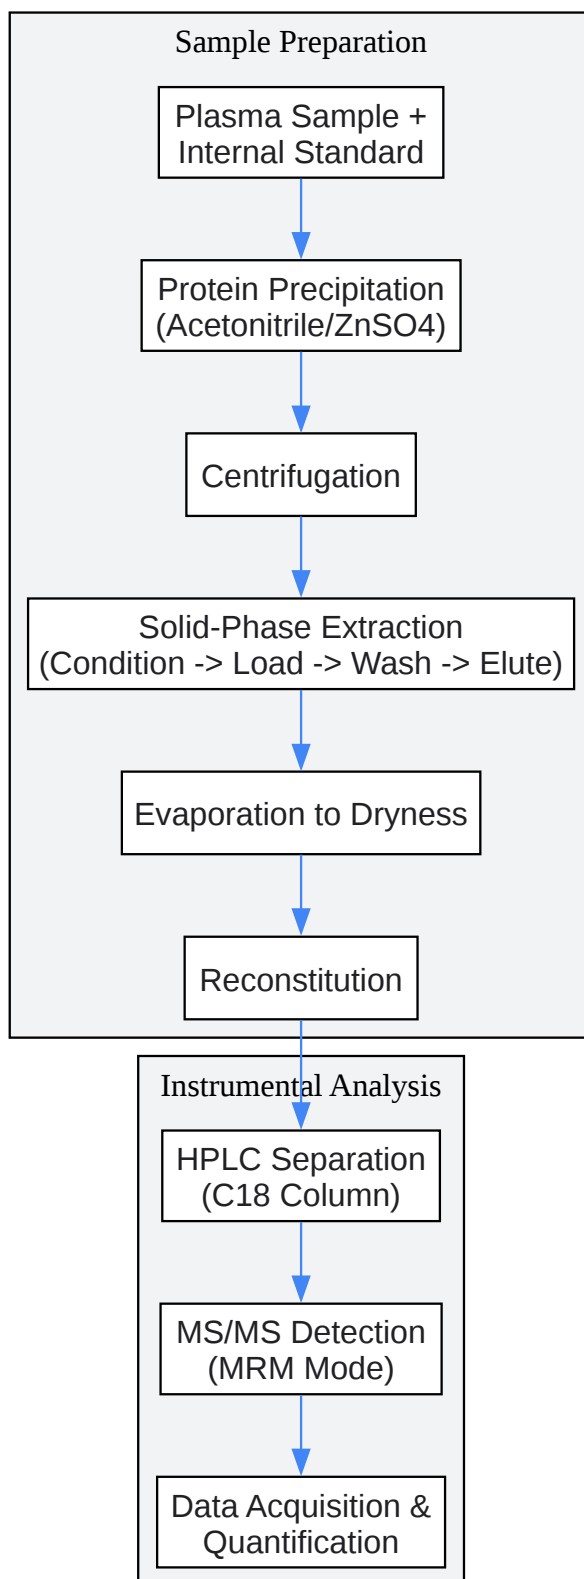 Sample Preparation
Plasma Sample +
Internal Standard
Protein Precipitation
(Acetonitrile/ZnSO4)
Centrifugation
Solid-Phase Extraction
(Condition -> Load -> Wash -> Elute)
Evaporation to Dryness
Reconstitution
Instrumental Analysis
HPLC Separation
(C18 Column)
MS/MS Detection
(MRM Mode)
Data Acquisition &
Quantification